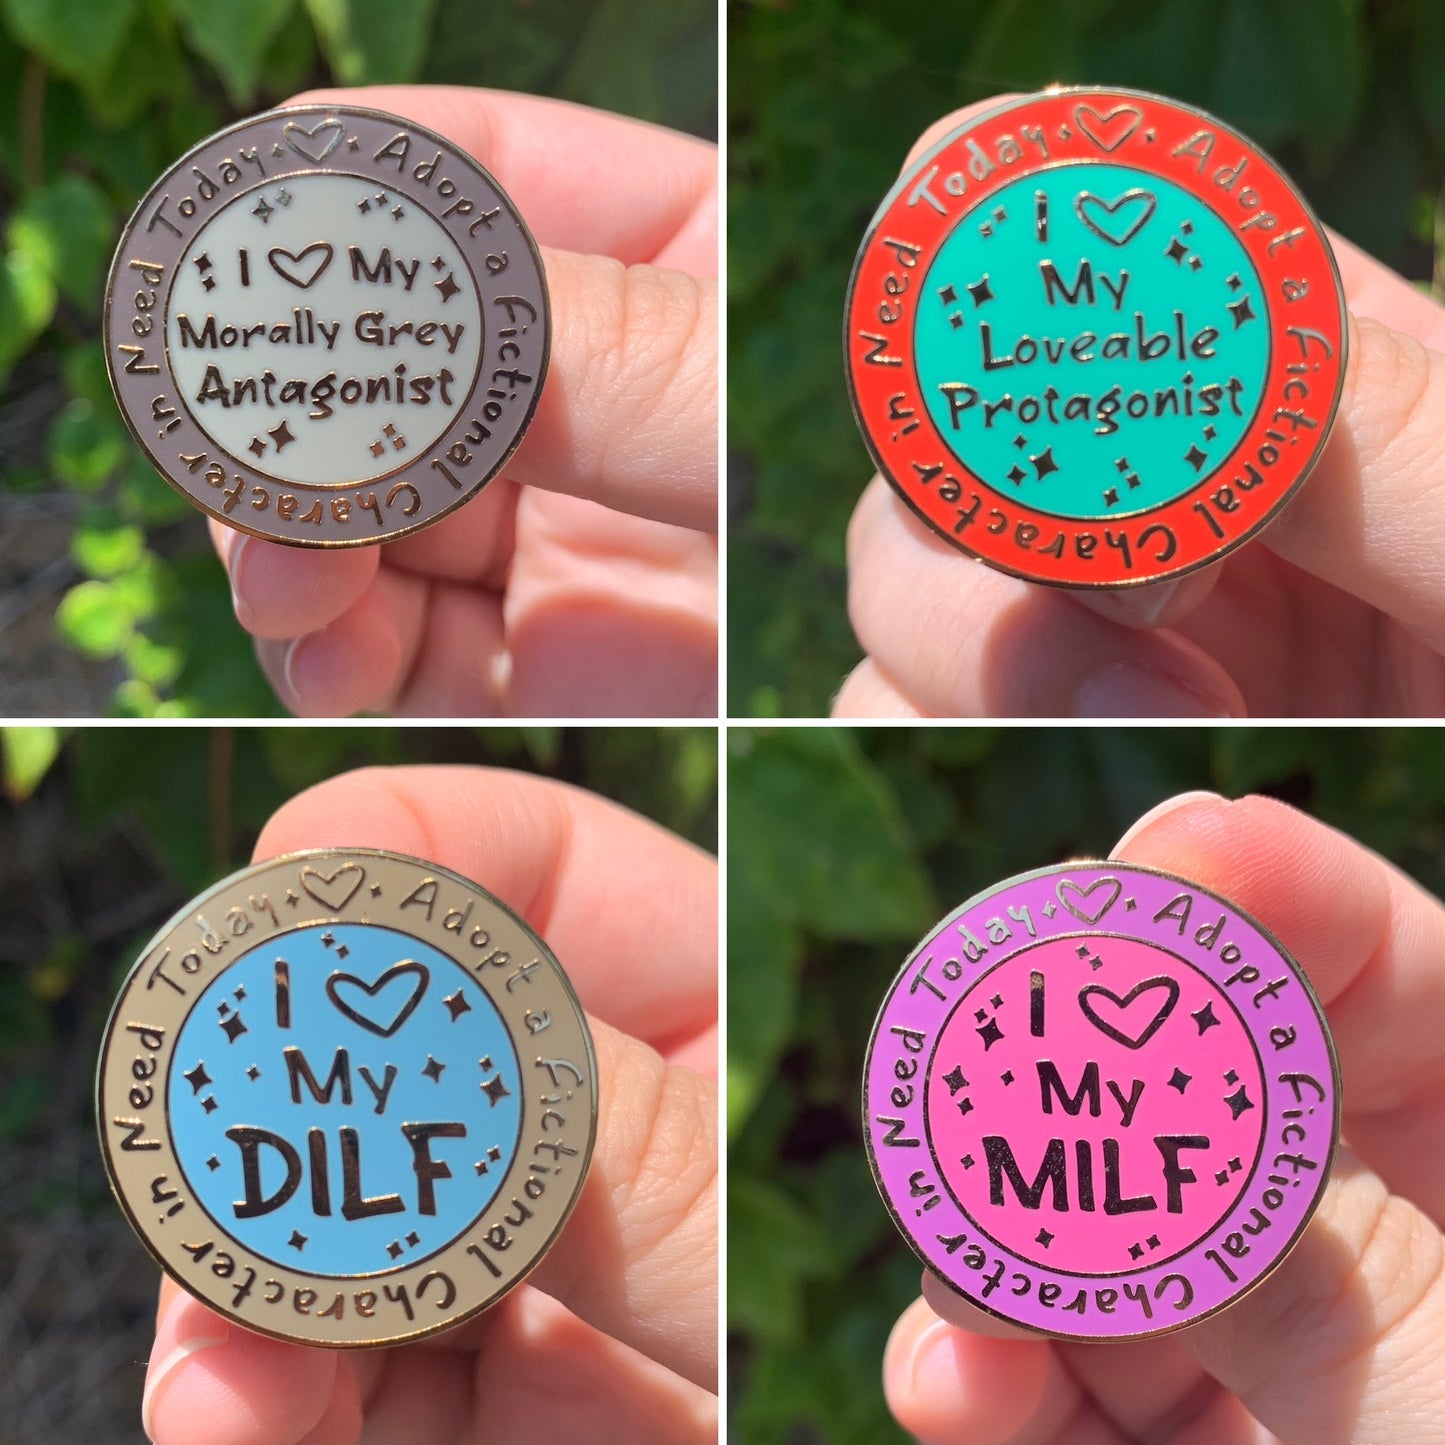 Adopt a Fictional Character in Need Today
I ♡ My
Morally Grey
Antagonist
Adopt a Fictional Character in Need Today
I ♡
My
Loveable
Protagonist
Adopt a Fictional Character in Need Today
I ♡
My
DILF
Adopt a Fictional Character in Need Today
I ♡
My
MILF